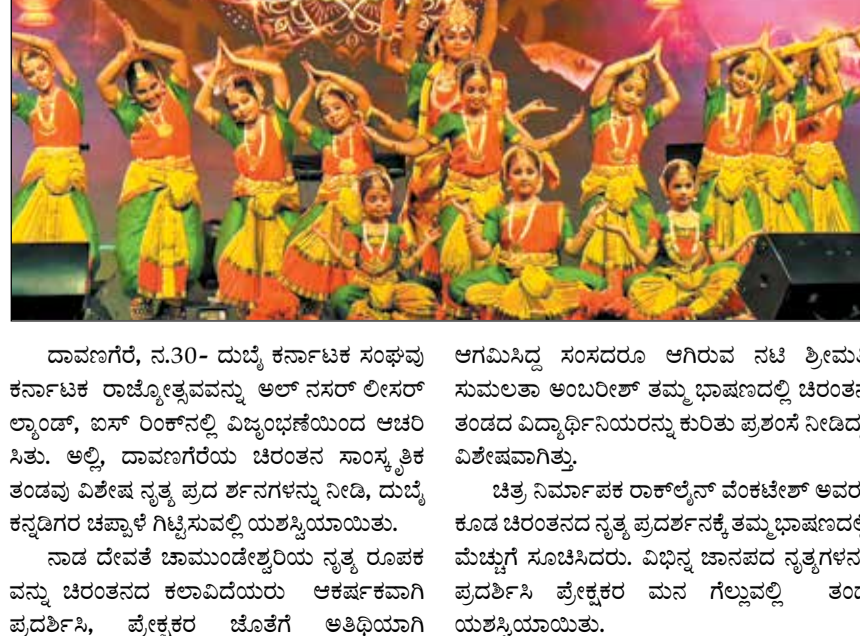 ದಾವಣಗೆರೆ, ನ.30- ದುಬೈ ಕರ್ನಾಟಕ ಸಂಘವು
ಕರ್ನಾಟಕ ರಾಜ್ಯೋತ್ಸವವನ್ನು ಅಲ್ ನಸರ್ ಲೀಸರ್
ಲ್ಯಾಂಡ್, ಐಸ್ ರಿಂಕ್‌ನಲ್ಲಿ ವಿಜೃಂಭಣೆಯಿಂದ ಆಚರಿ
ಸಿತು. ಅಲ್ಲಿ, ದಾವಣಗೆರೆಯ ಚಿರಂತನ ಸಾಂಸ್ಕೃತಿಕ
ತಂಡವು ವಿಶೇಷ ನೃತ್ಯ ಪ್ರದ ರ್ಶನಗಳನ್ನು ನೀಡಿ, ದುಬೈ
ಕನ್ನಡಿಗರ ಚಪ್ಪಾಳೆ ಗಿಟ್ಟಿಸುವಲ್ಲಿ ಯಶಸ್ವಿಯಾಯಿತು.
ನಾಡ ದೇವತೆ ಚಾಮುಂಡೇಶ್ವರಿಯ ನೃತ್ಯ ರೂಪಕ
ವನ್ನು ಚಿರಂತನದ ಕಲಾವಿದೆಯರು ಆಕರ್ಷಕವಾಗಿ
ಪ್ರದರ್ಶಿಸಿ, ಪ್ರೇಕ್ಷಕರ ಜೊತೆಗೆ ಅತಿಥಿಯಾಗಿ
ಆಗಮಿಸಿದ್ದ ಸಂಸದರೂ ಆಗಿರುವ ನಟಿ ಶ್ರೀಮತಿ
ಸುಮಲತಾ ಅಂಬರೀಶ್ ತಮ್ಮ ಭಾಷಣದಲ್ಲಿ ಚಿರಂತನ
ತಂಡದ ವಿದ್ಯಾರ್ಥಿನಿಯರನ್ನು ಕುರಿತು ಪ್ರಶಂಸೆ ನೀಡಿದ್ದು
ವಿಶೇಷವಾಗಿತ್ತು.
ಚಿತ್ರ ನಿರ್ಮಾಪಕ ರಾಕ್‌ಲೈನ್ ವೆಂಕಟೇಶ್ ಅವರ
ಕೂಡ ಚಿರಂತನದ ನೃತ್ಯ ಪ್ರದರ್ಶನಕ್ಕೆ ತಮ್ಮ ಭಾಷಣದಲ್ಲಿ
ಮೆಚ್ಚುಗೆ ಸೂಚಿಸಿದರು. ವಿಭಿನ್ನ ಜಾನಪದ ನೃತ್ಯಗಳನ್ನು
ಪ್ರದರ್ಶಿಸಿ ಪ್ರೇಕ್ಷಕರ ಮನ ಗೆಲ್ಲುವಲ್ಲಿ ತಂಡ
ಯಶಸ್ವಿಯಾಯಿತು.